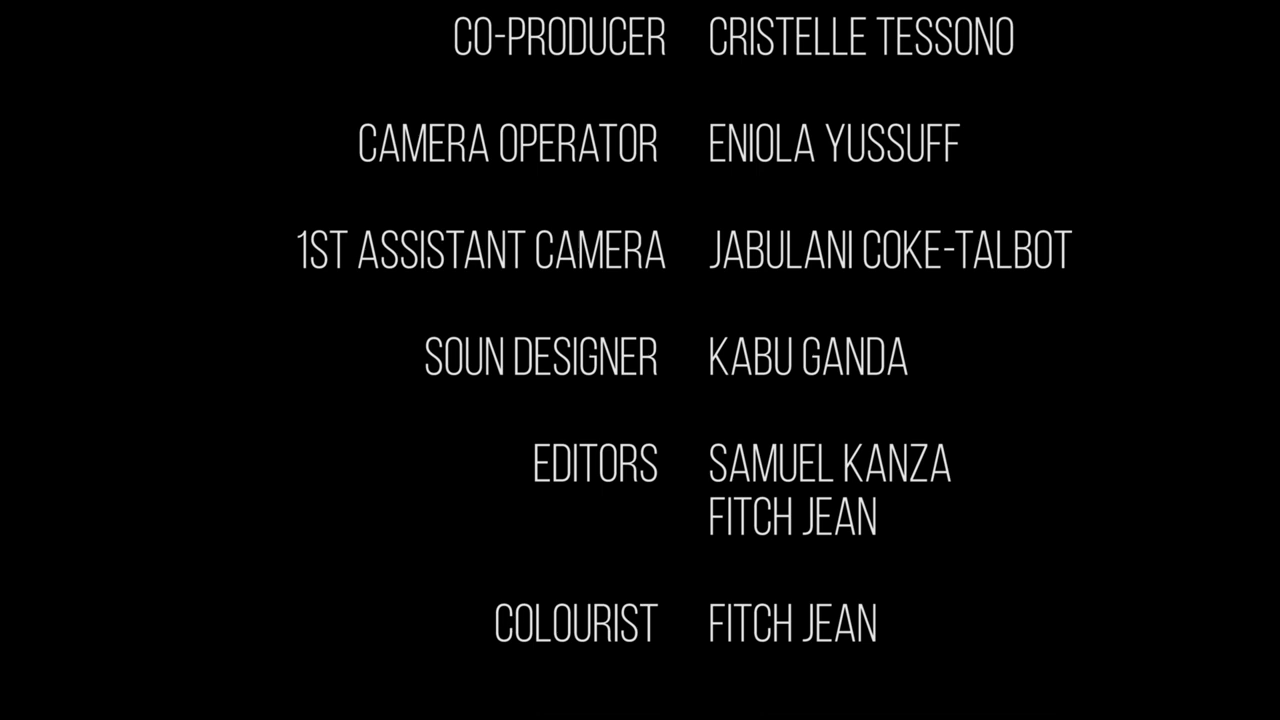 CO-PRODUCER CRISTELLE TESSONO
CAMERA OPERATOR ENIOLA YUSSUFF
1ST ASSISTANT CAMERA JABULANI COKE-TALBOT
SOUN DESIGNER KABU GANDA
EDITORS SAMUEL KANZA
FITCH JEAN
COLOURIST FITCH JEAN